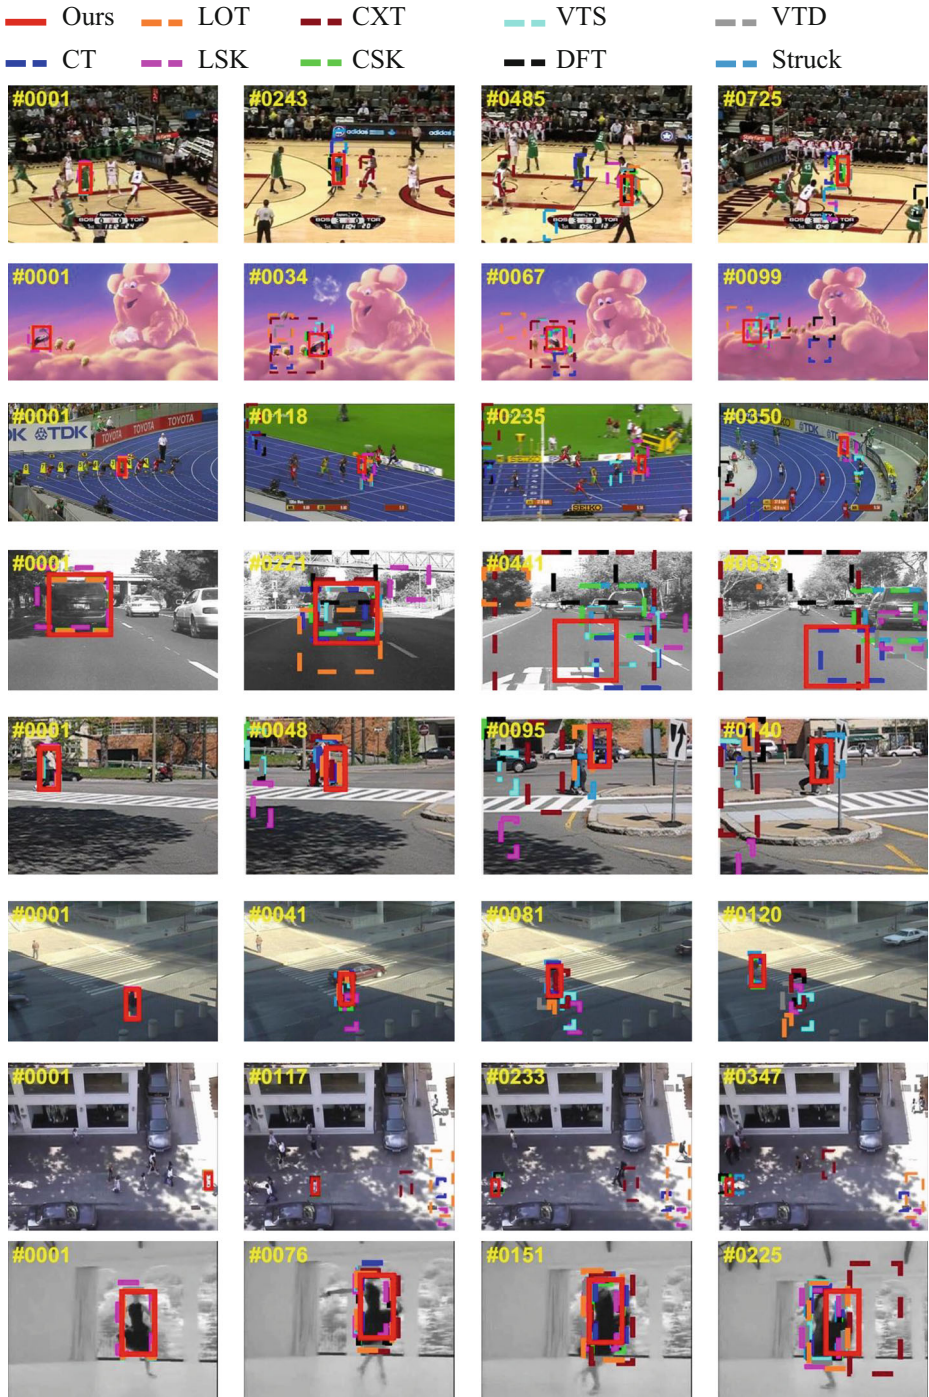 Ours LOT CXT VTS VTD
CT LSK CSK DFT Struck
#0001 #0243 #0485 #0725
#0001 #0034 #0067 #0099
#0001 #0118 #0235 #0350
TOYOTA TOYOTA
DK TDK
SEIKO
#0001 #0221 #0441 #0659
#0001 #0048 #0095 #0140
#0001 #0041 #0081 #0120
#0001 #0117 #0233 #0347
#0001 #0076 #0151 #0225